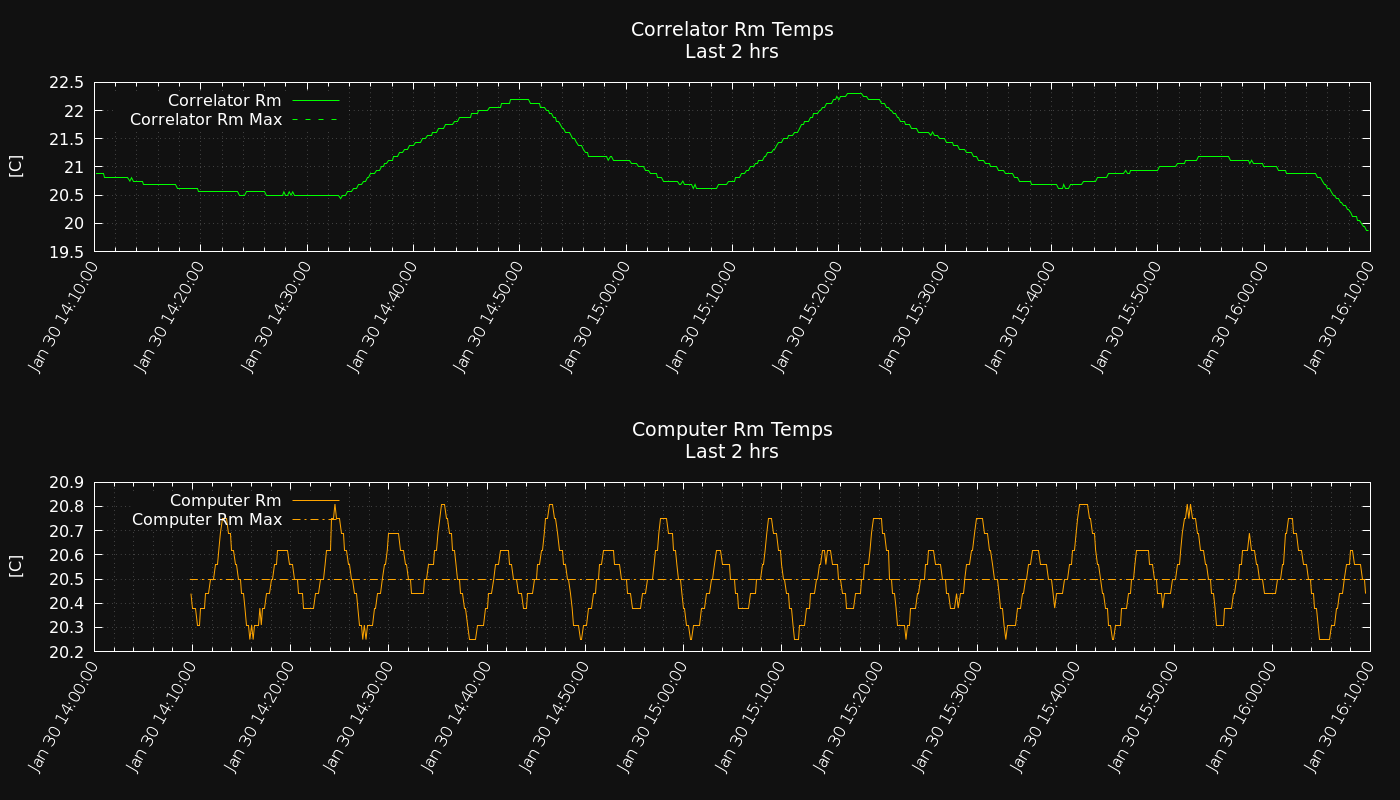 Correlator Rm Temps
Last 2 hrs
[C]
22.5
22
21.5
21
20.5
20
19.5
Correlator Rm
Correlator Rm Max
Jan 30 14:10:00
Jan 30 14:20:00
Jan 30 14:30:00
Jan 30 14:40:00
Jan 30 14:50:00
Jan 30 15:00:00
Jan 30 15:10:00
Jan 30 15:20:00
Jan 30 15:30:00
Jan 30 15:40:00
Jan 30 15:50:00
Jan 30 16:00:00
Jan 30 16:10:00
Computer Rm Temps
Last 2 hrs
[C]
20.9
20.8
20.7
20.6
20.5
20.4
20.3
20.2
Computer Rm
Computer Rm Max
Jan 30 14:00:00
Jan 30 14:10:00
Jan 30 14:20:00
Jan 30 14:30:00
Jan 30 14:40:00
Jan 30 14:50:00
Jan 30 15:00:00
Jan 30 15:10:00
Jan 30 15:20:00
Jan 30 15:30:00
Jan 30 15:40:00
Jan 30 15:50:00
Jan 30 16:00:00
Jan 30 16:10:00